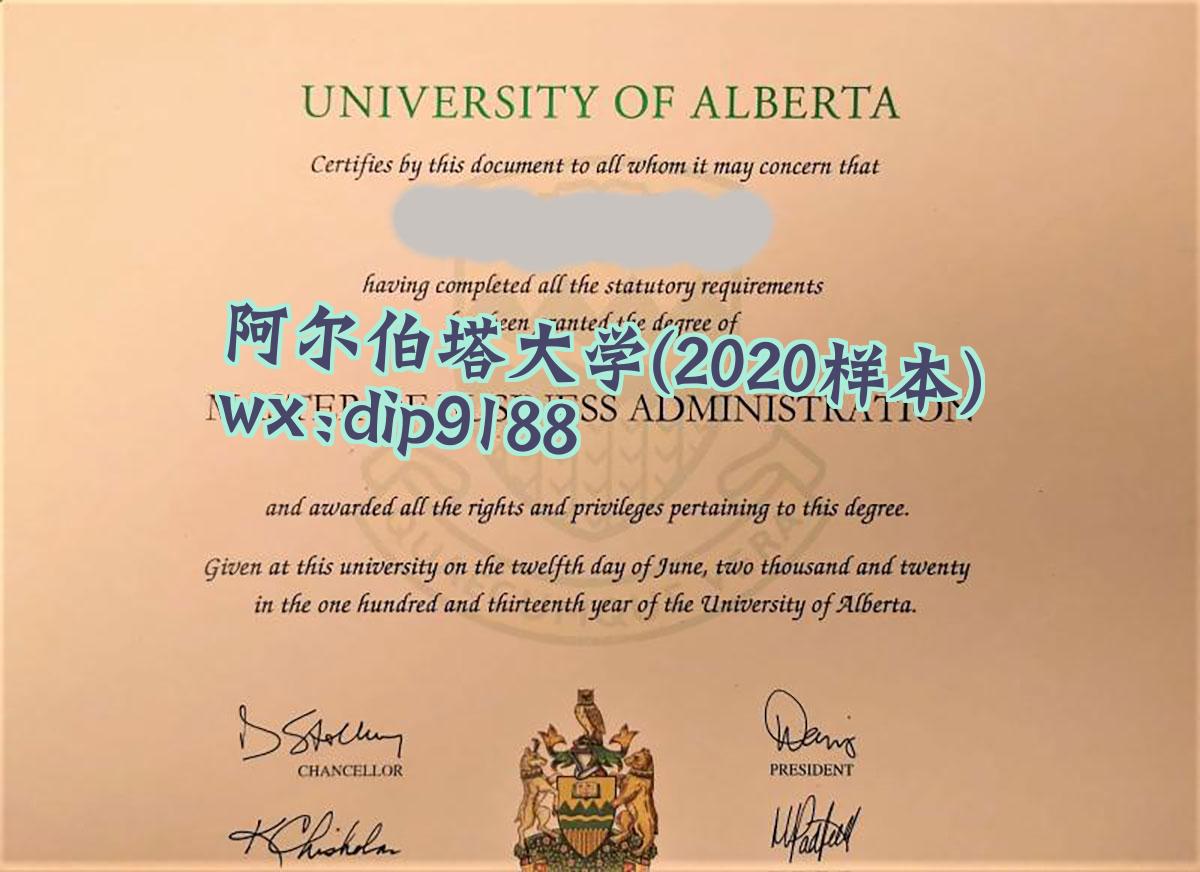 UNIVERSITY OF ALBERTA
Certifies by this document to all whom it may concern that
having completed all the statutory requirements
the degree of
阿尔伯塔大学(2020样本)
ADMINISTRATION
wx:dip9188
and awarded all the rights and privileges pertaining to this degree.
Given at this university on the twelfth day of June, two thousand and twenty
in the one hundred and thirteenth year of the University of Alberta.
CHANCELLOR
PRESIDENT